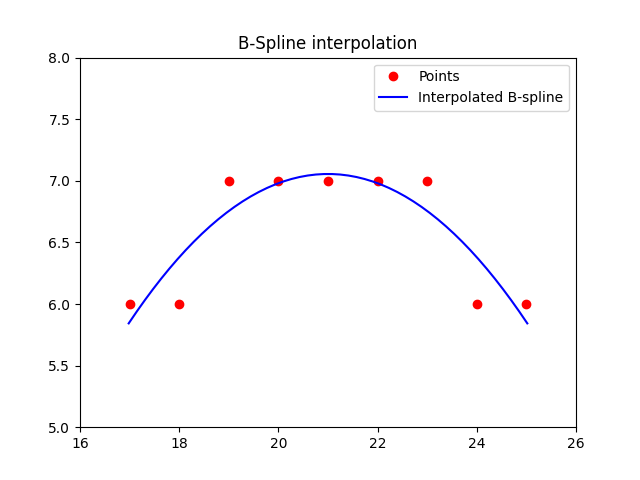 B-Spline interpolation
Points
Interpolated B-spline
8.0
7.5
7.0
6.5
6.0
5.5
5.0
16 18 20 22 24 26